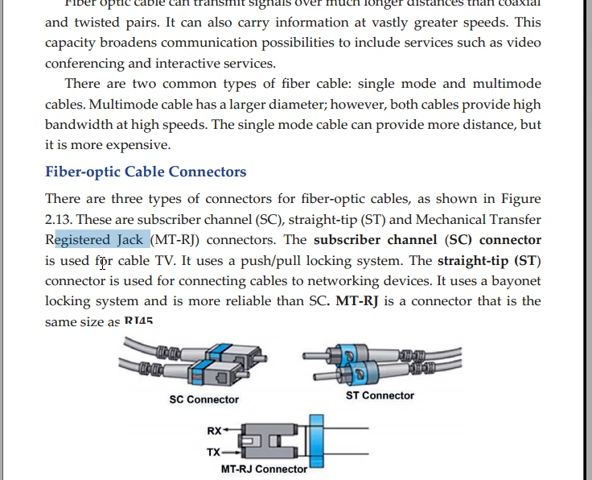 Fiber optic cable can transmit signals over much longer distances than coaxial
and twisted pairs. It can also carry information at vastly greater speeds. This
capacity broadens communication possibilities to include services such as video
conferencing and interactive services.
There are two common types of fiber cable: single mode and multimode
cables. Multimode cable has a larger diameter; however, both cables provide high
bandwidth at high speeds. The single mode cable can provide more distance, but
it is more expensive.
Fiber-optic Cable Connectors
There are three types of connectors for fiber-optic cables, as shown in Figure
2.13. These are subscriber channel (SC), straight-tip (ST) and Mechanical Transfer
Registered Jack (MT-RJ) connectors. The subscriber channel (SC) connector
is used for cable TV. It uses a push/pull locking system. The straight-tip (ST)
connector is used for connecting cables to networking devices. It uses a bayonet
locking system and is more reliable than SC. MT-RJ is a connector that is the
same size as RJ45
SC Connector
ST Connector
RX
TX
MT-RJ Connector